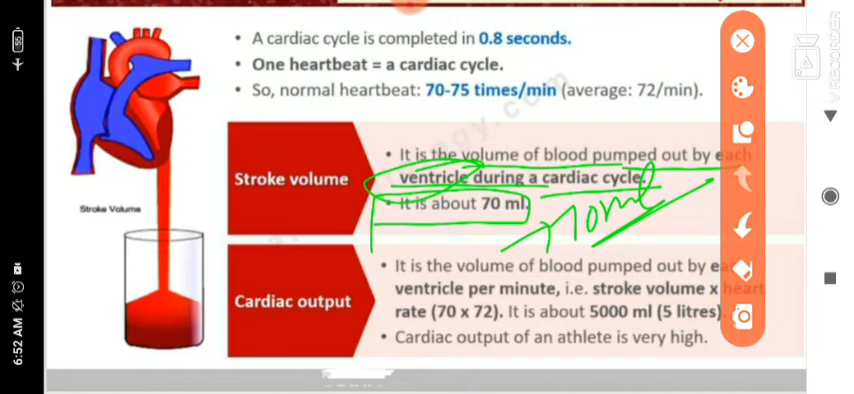 • A cardiac cycle is completed in 0.8 seconds.
• One heartbeat = a cardiac cycle.
• So, normal heartbeat: 70-75 times/min (average: 72/min).
Stroke volume
• It is the volume of blood pumped out by each
ventricle during a cardiac cycle
• It is about 70 ml.
70ml
Stroke Volume
Cardiac output
• It is the volume of blood pumped out by
ventricle per minute, i.e. stroke volume x heart
rate (70 x 72). It is about 5000 ml (5 litres).
• Cardiac output of an athlete is very high.
55
6:52 AM
V RECORDER